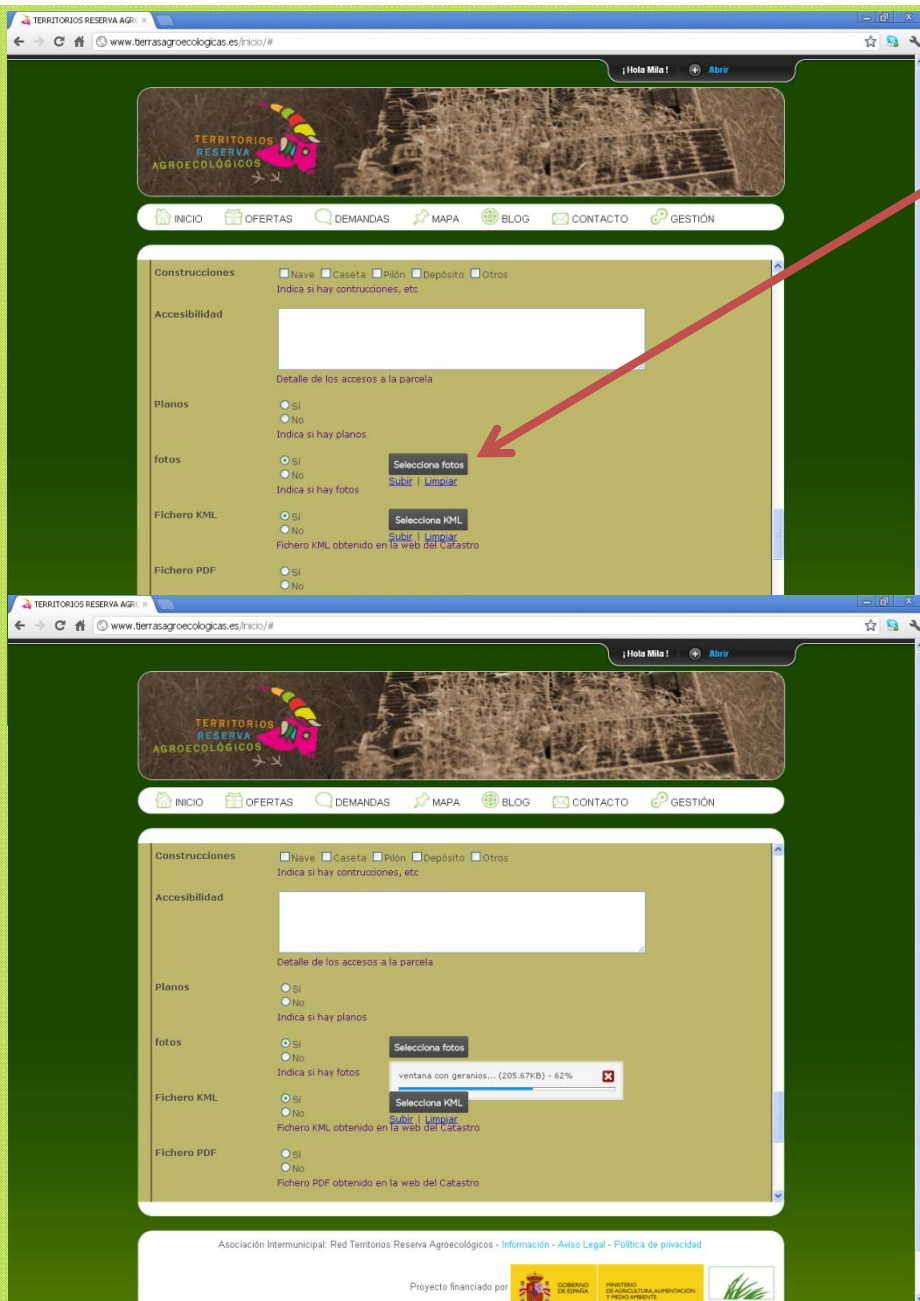 TERRITORIOS RESERVA AGR
www.tierrasagroecologicas.es/inicio/#
¡Hola Mila! Abrir
TERRITORIOS
RESERVA
AGROECOLÓGICOS
INICIO OFERTAS DEMANDAS MAPA BLOG CONTACTO GESTIÓN
Construcciones Nave Caseta Pilón Depósito Otros
Indica si hay contrucciones, etc
Accesibilidad
Detalle de los accesos a la parcela
Planos Sí
No
Indica si hay planos
fotos Sí Selecciona fotos
No Subir | Limpiar
Indica si hay fotos
Fichero KML Sí Selecciona KML
No Subir | Limpiar
Fichero KML obtenido en la web del Catastro
Fichero PDF Sí
No
TERRITORIOS RESERVA AGR
www.tierrasagroecologicas.es/inicio/#
¡Hola Mila! Abrir
TERRITORIOS
RESERVA
AGROECOLÓGICOS
INICIO OFERTAS DEMANDAS MAPA BLOG CONTACTO GESTIÓN
Construcciones Nave Caseta Pilón Depósito Otros
Indica si hay contrucciones, etc
Accesibilidad
Detalle de los accesos a la parcela
Planos Sí
No
Indica si hay planos
fotos Sí Selecciona fotos
No
Indica si hay fotos ventana con geranios... (205.67KB) - 62%
Fichero KML Sí Selecciona KML
No Subir | Limpiar
Fichero KML obtenido en la web del Catastro
Fichero PDF Sí
No
Fichero PDF obtenido en la web del Catastro
Asociación Intermunicipal: Red Territorios Reserva Agroecológicos - Información - Aviso Legal - Política de privacidad
Proyecto financiado por GOBIERNO DE ESPAÑA MINISTERIO DE AGRICULTURA, ALIMENTACIÓN Y MEDIO AMBIENTE